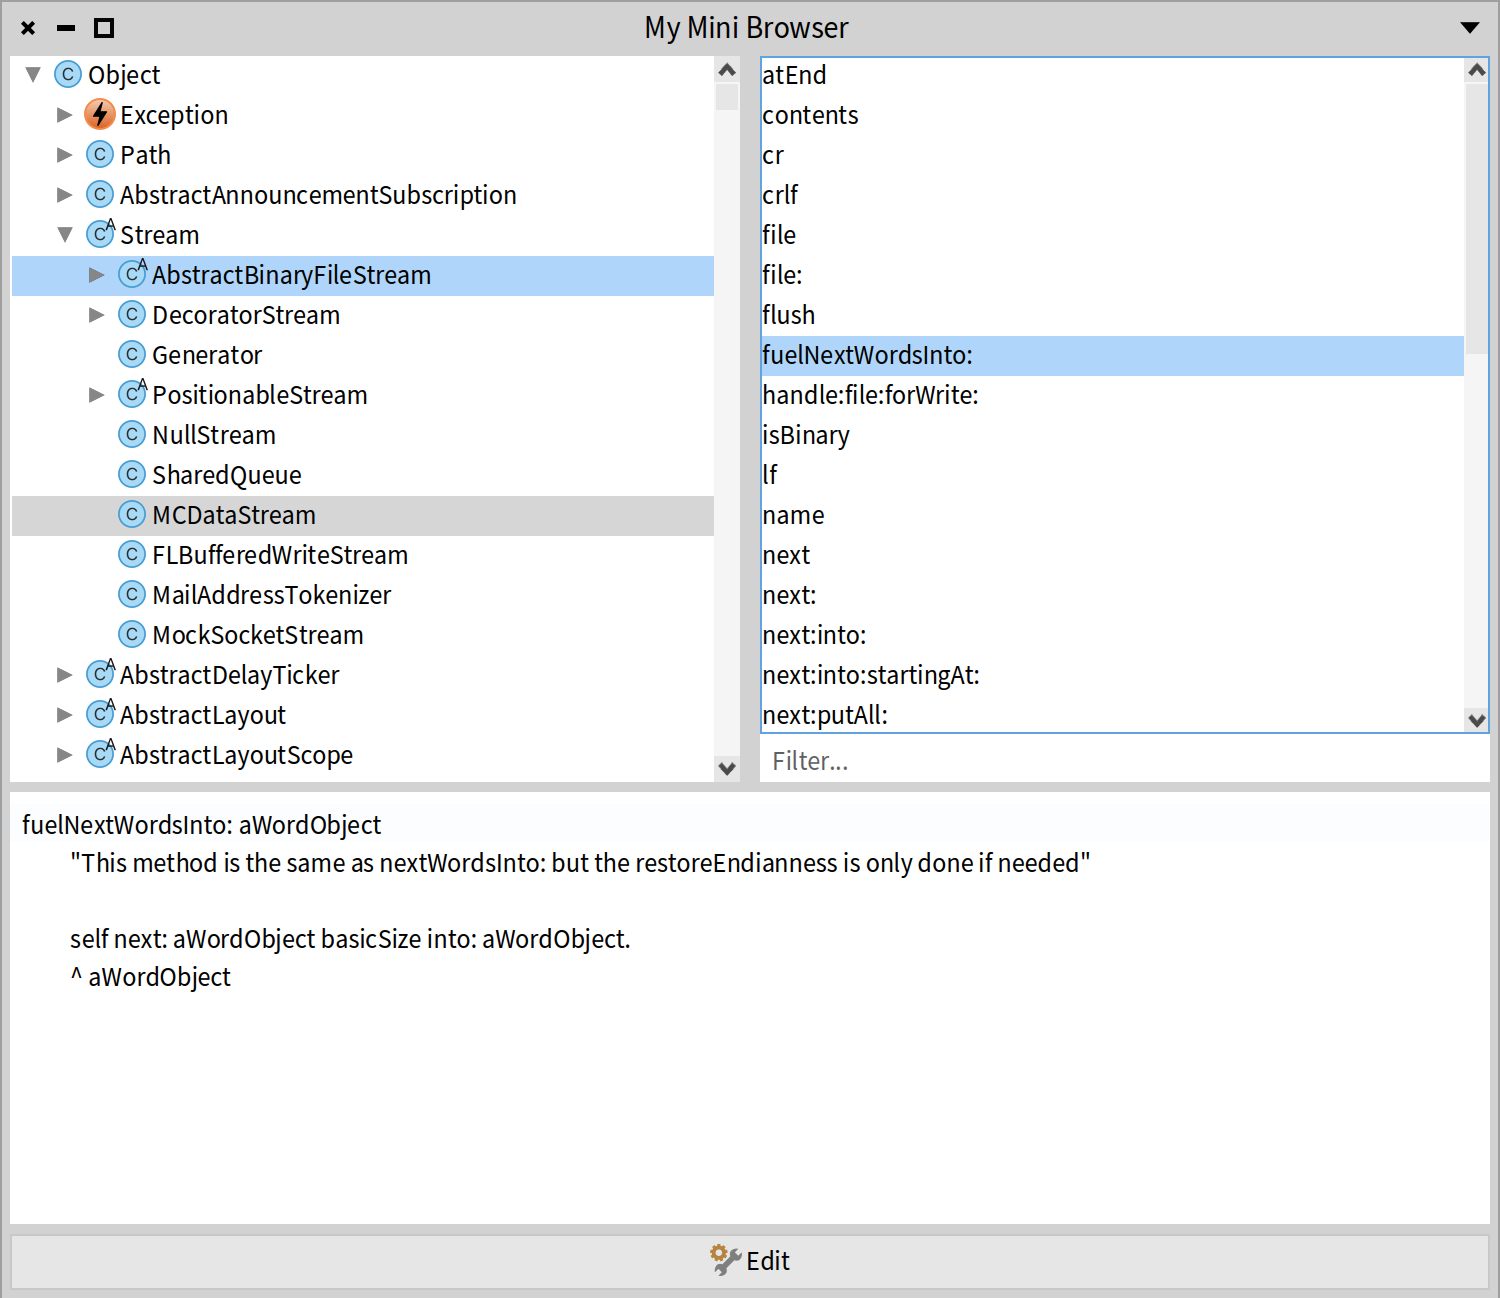 My Mini Browser
Object
Exception
Path
AbstractAnnouncementSubscription
Stream
AbstractBinaryFileStream
DecoratorStream
Generator
PositionableStream
NullStream
SharedQueue
MCDataStream
FLBufferedWriteStream
MailAddressTokenizer
MockSocketStream
AbstractDelayTicker
AbstractLayout
AbstractLayoutScope
atEnd
contents
cr
crlf
file
file:
flush
fuelNextWordsInto:
handle:file:forWrite:
isBinary
lf
name
next
next:
next:into:
next:into:startingAt:
next:putAll:
Filter...
fuelNextWordsInto: aWordObject
"This method is the same as nextWordsInto: but the restoreEndianness is only done if needed"
self next: aWordObject basicSize into: aWordObject.
^ aWordObject
Edit